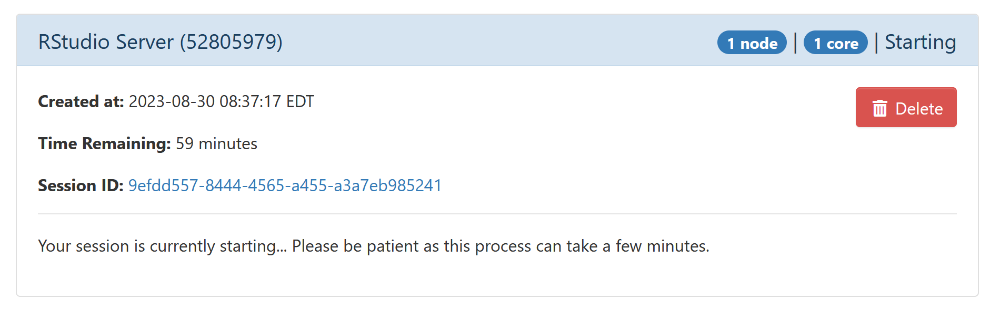 RStudio Server (52805979) 1 node | 1 core | Starting
Created at: 2023-08-30 08:37:17 EDT
Delete
Time Remaining: 59 minutes
Session ID: 9efdd557-8444-4565-a455-a3a7eb985241
Your session is currently starting... Please be patient as this process can take a few minutes.